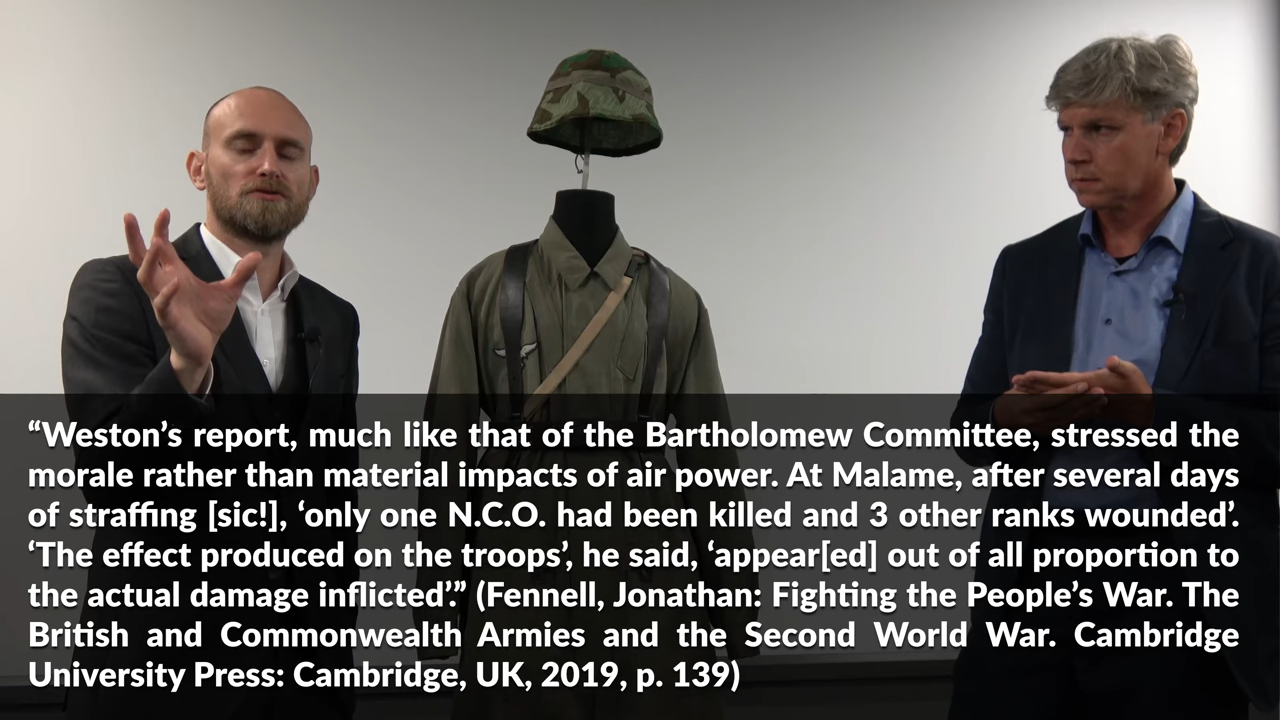 “Weston’s report, much like that of the Bartholomew Committee, stressed the
morale rather than material impacts of air power. At Malame, after several days
of straffing [sic!], ‘only one N.C.O. had been killed and 3 other ranks wounded’.
‘The effect produced on the troops’, he said, ‘appear[ed] out of all proportion to
the actual damage inflicted’.” (Fennell, Jonathan: Fighting the People’s War. The
British and Commonwealth Armies and the Second World War. Cambridge
University Press: Cambridge, UK, 2019, p. 139)